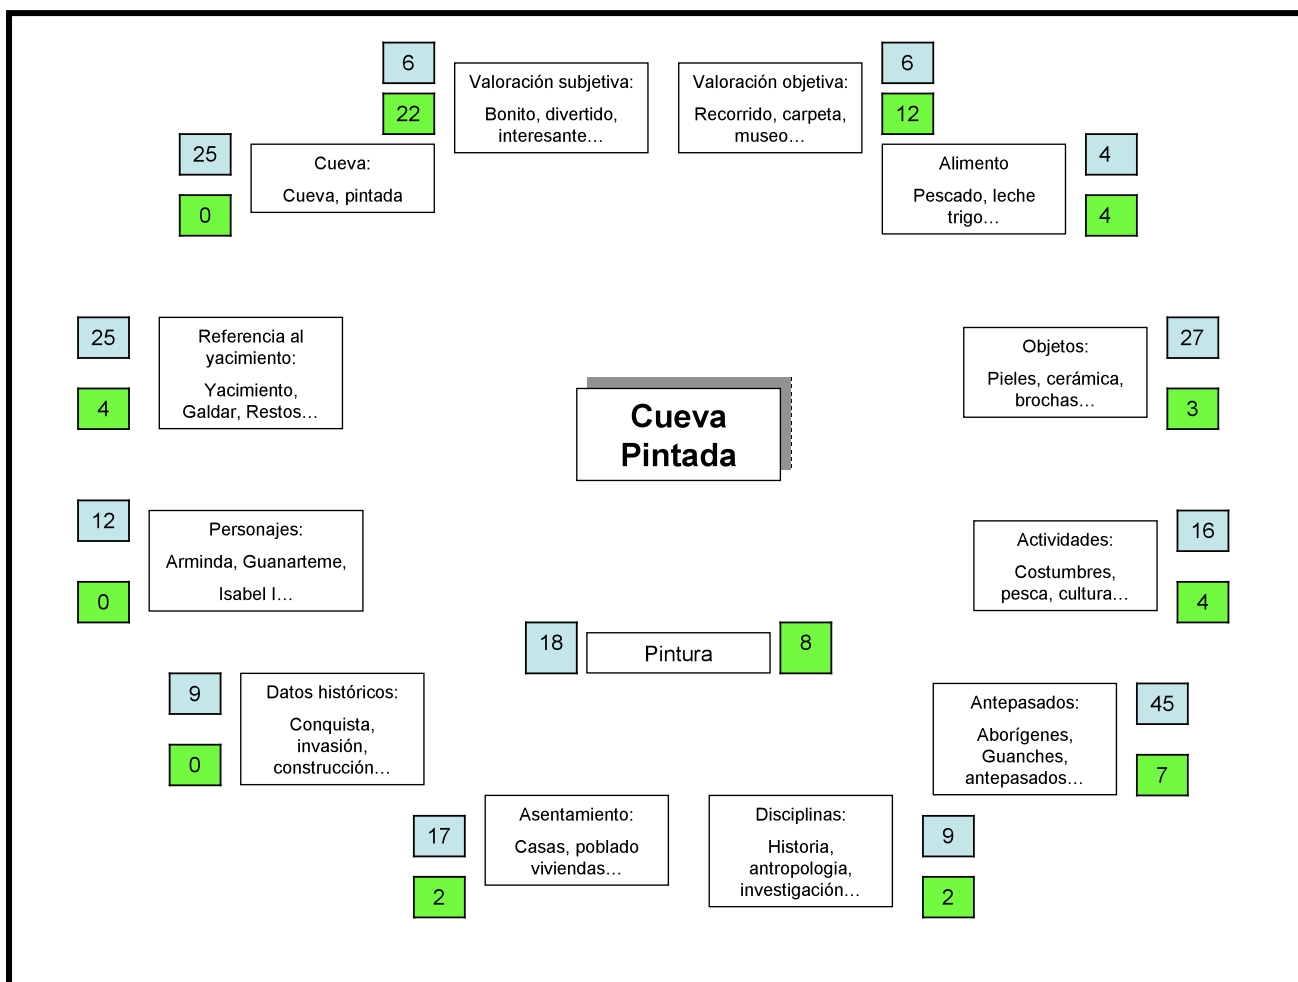 6
22
Valoración subjetiva:
Bonito, divertido,
interesante…
Valoración objetiva:
Recorrido, carpeta,
museo…
6
12
25
0
Cueva:
Cueva, pintada
Alimento
Pescado, leche
trigo…
4
4
25
4
Referencia al
yacimiento:
Yacimiento,
Galdar, Restos…
Cueva
Pintada
Objetos:
Pieles, cerámica,
brochas…
27
3
12
0
Personajes:
Arminda, Guanarteme,
Isabel I…
Actividades:
Costumbres,
pesca, cultura…
16
4
18
Pintura
8
9
0
Datos históricos:
Conquista,
invasión,
construcción…
Antepasados:
Aborígenes,
Guanches,
antepasados…
45
7
17
2
Asentamiento:
Casas, poblado
viviendas…
Disciplinas:
Historia,
antropologia,
investigación…
9
2